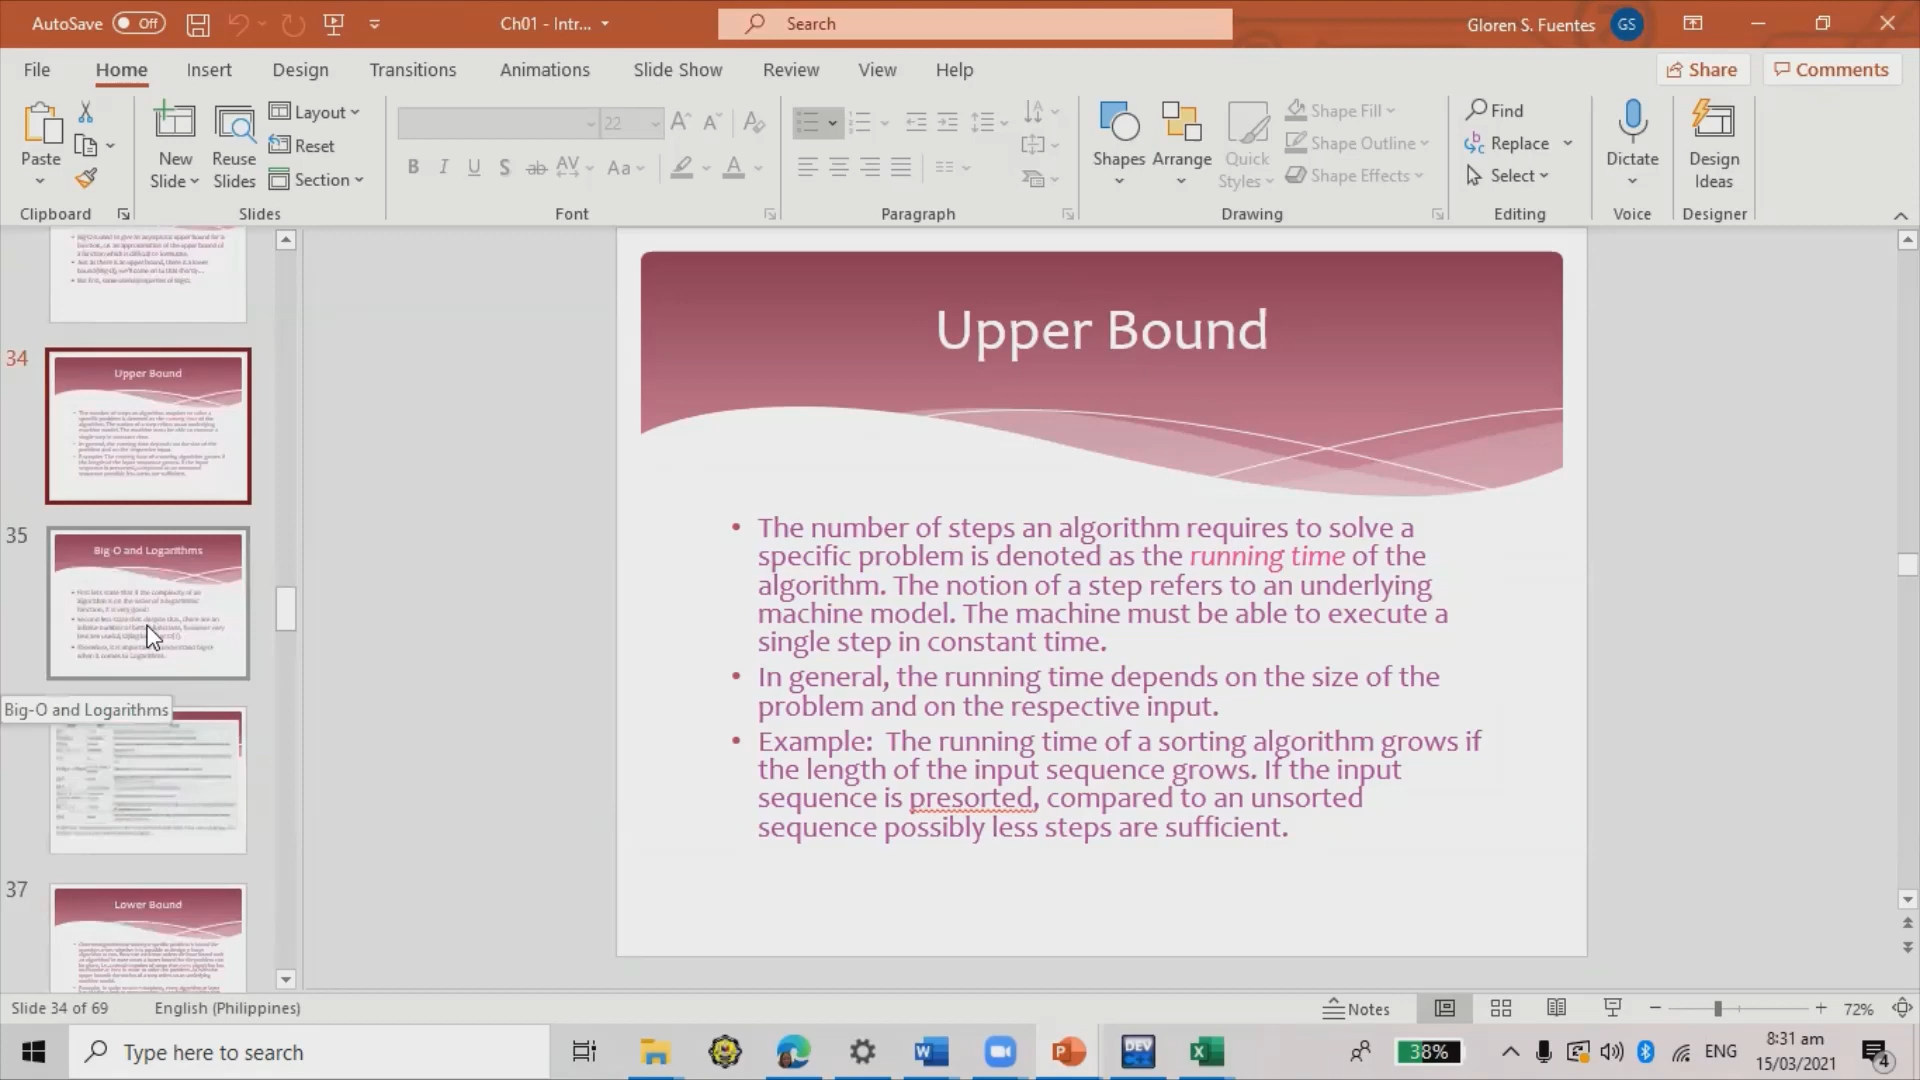 AutoSave Off Ch01 - Intr... Search Gloren S. Fuentes GS
File Home Insert Design Transitions Animations Slide Show Review View Help Share Comments
Paste New Slide Reuse Slides Layout Reset Section
22
Shapes Arrange Quick Styles Shape Fill Shape Outline Shape Effects
Find Replace Select
Dictate Design Ideas
Clipboard Slides Font Paragraph Drawing Editing Voice Designer
34
Upper Bound
35
Big-O and Logarithms
Big-O and Logarithms
37
Lower Bound
Upper Bound
• The number of steps an algorithm requires to solve a
specific problem is denoted as the running time of the
algorithm. The notion of a step refers to an underlying
machine model. The machine must be able to execute a
single step in constant time.
• In general, the running time depends on the size of the
problem and on the respective input.
• Example: The running time of a sorting algorithm grows if
the length of the input sequence grows. If the input
sequence is presorted, compared to an unsorted
sequence possibly less steps are sufficient.
Slide 34 of 69 English (Philippines) Notes 72%
Type here to search 38% ENG 8:31 am
15/03/2021 4